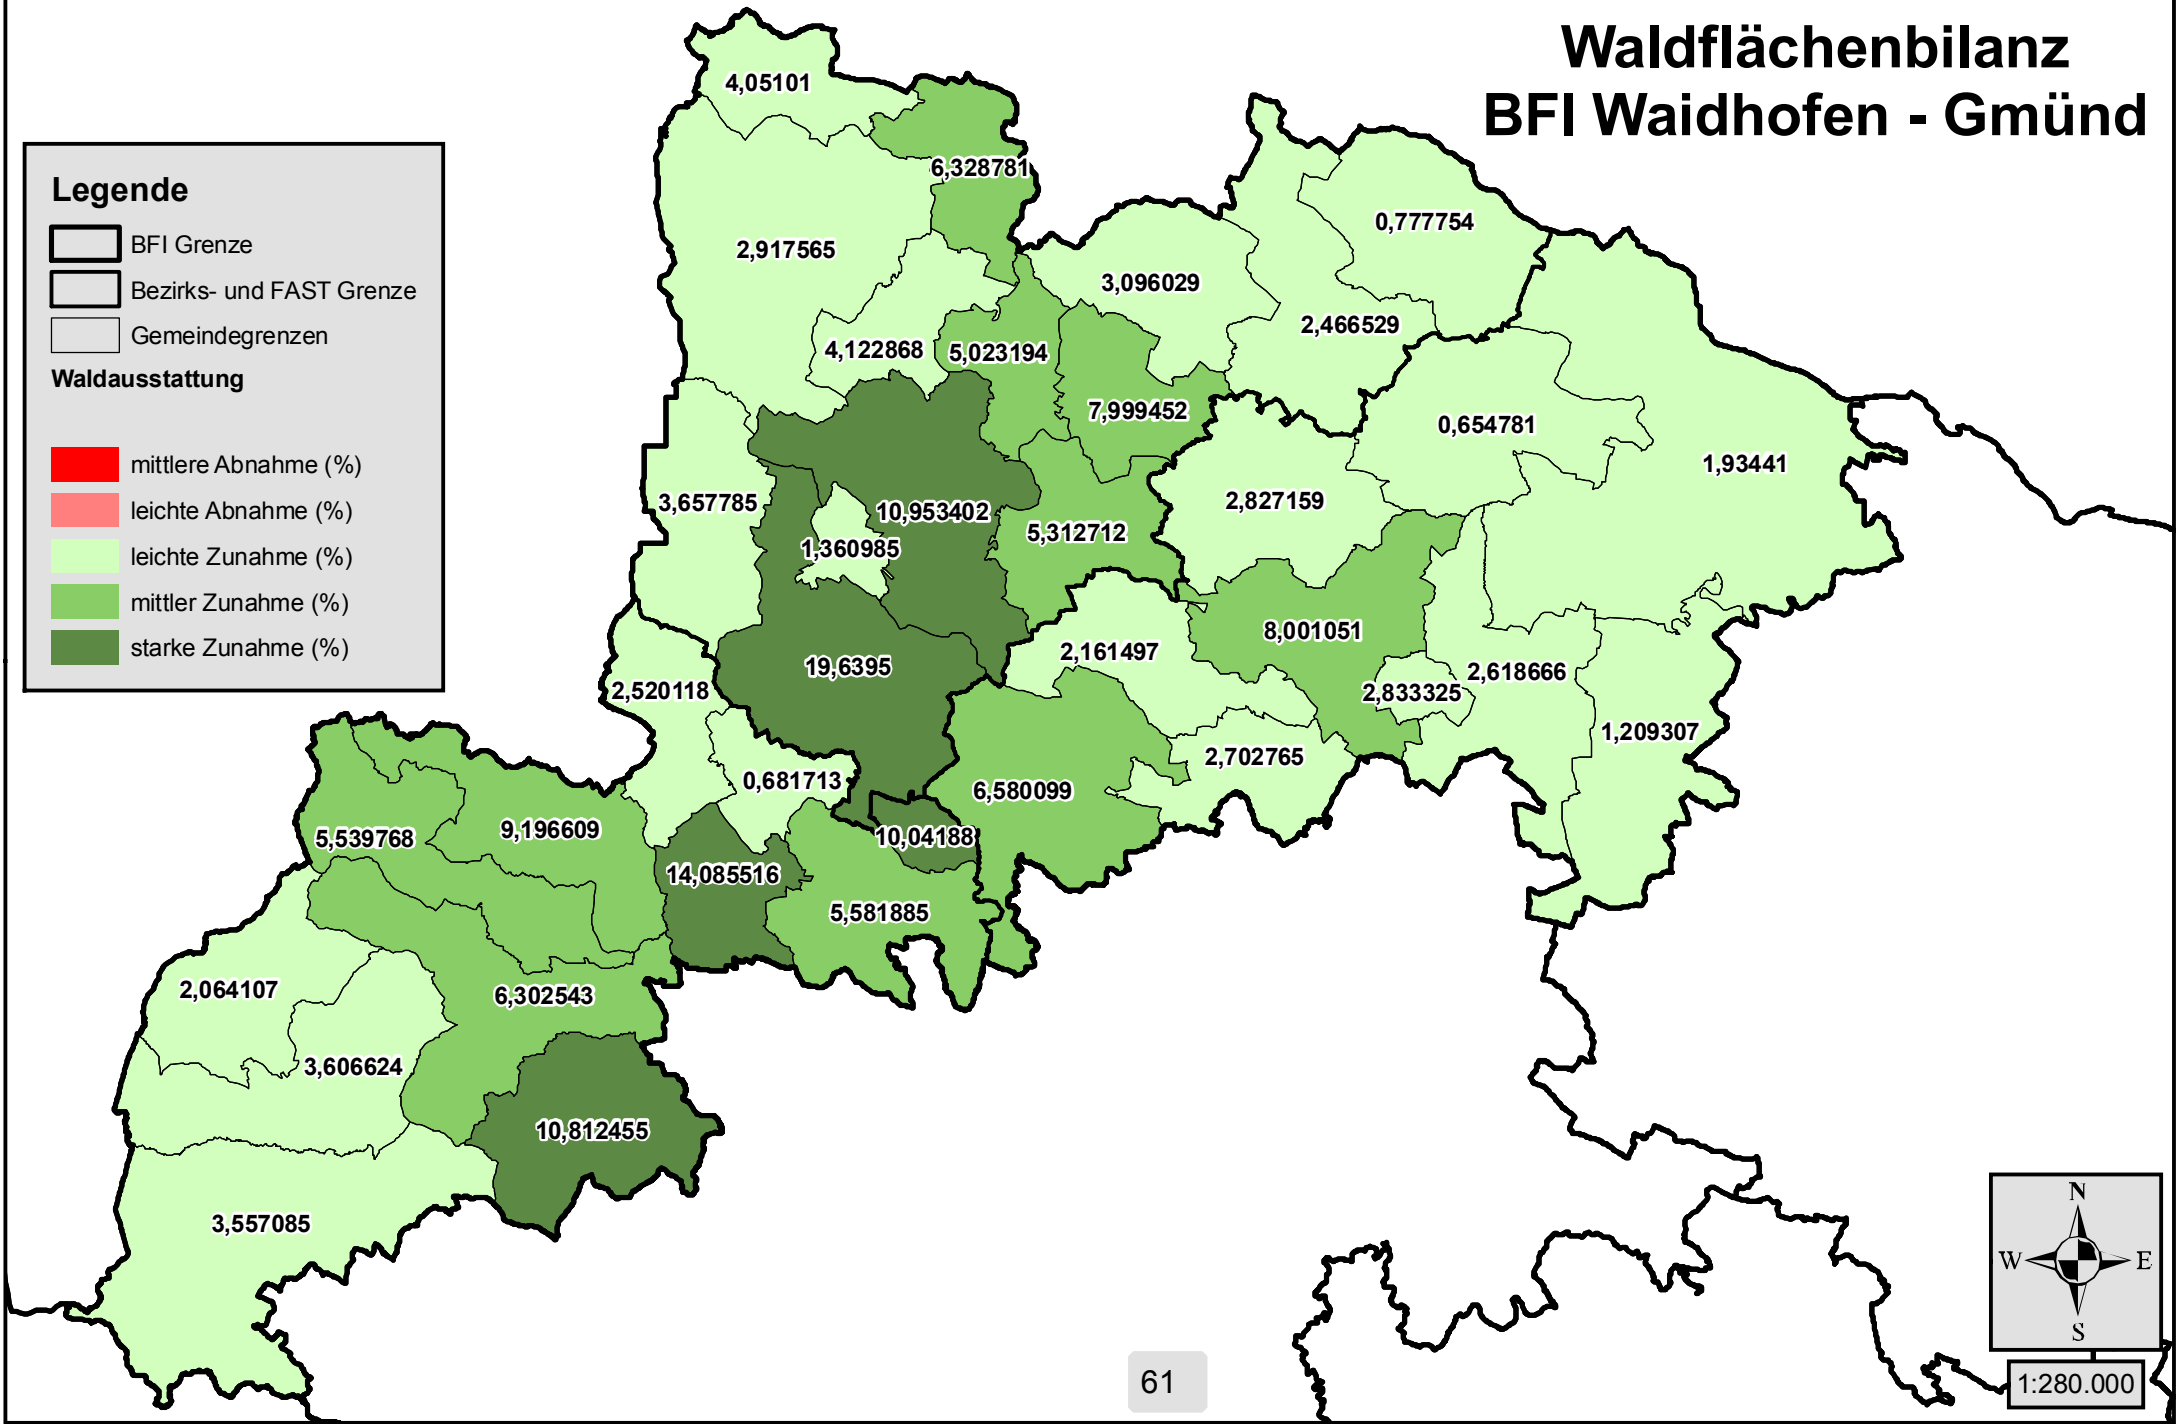 Waldflächenbilanz
BFI Waidhofen - Gmünd
Legende
BFI Grenze
Bezirks- und FAST Grenze
Gemeindegrenzen
Waldausstattung
mittlere Abnahme (%)
leichte Abnahme (%)
leichte Zunahme (%)
mittler Zunahme (%)
starke Zunahme (%)
4,05101
6,328781
0,777754
2,917565
3,096029
2,466529
4,122868
5,023194
7,999452
0,654781
1,93441
3,657785
10,953402
2,827159
5,312712
1,360985
8,001051
2,161497
19,6395
2,618666
2,520118
2,833325
1,209307
2,702765
0,681713
6,580099
9,196609
5,539768
10,04188
14,085516
5,581885
2,064107
6,302543
3,606624
10,812455
3,557085
N
W
E
S
1:280.000
61